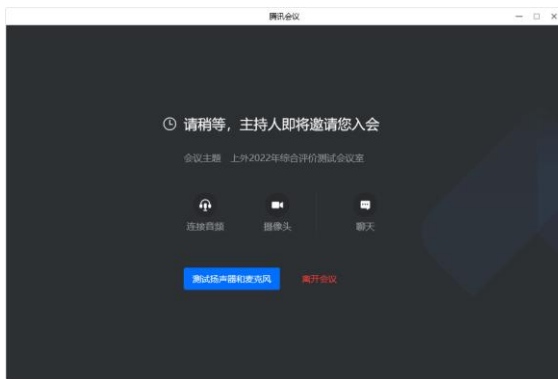 腾讯会议
请稍等，主持人即将邀请您入会
会议主题 上外2022年综合评价测试会议室
连接音频 摄像头 聊天
测试扬声器和麦克风 离开会议